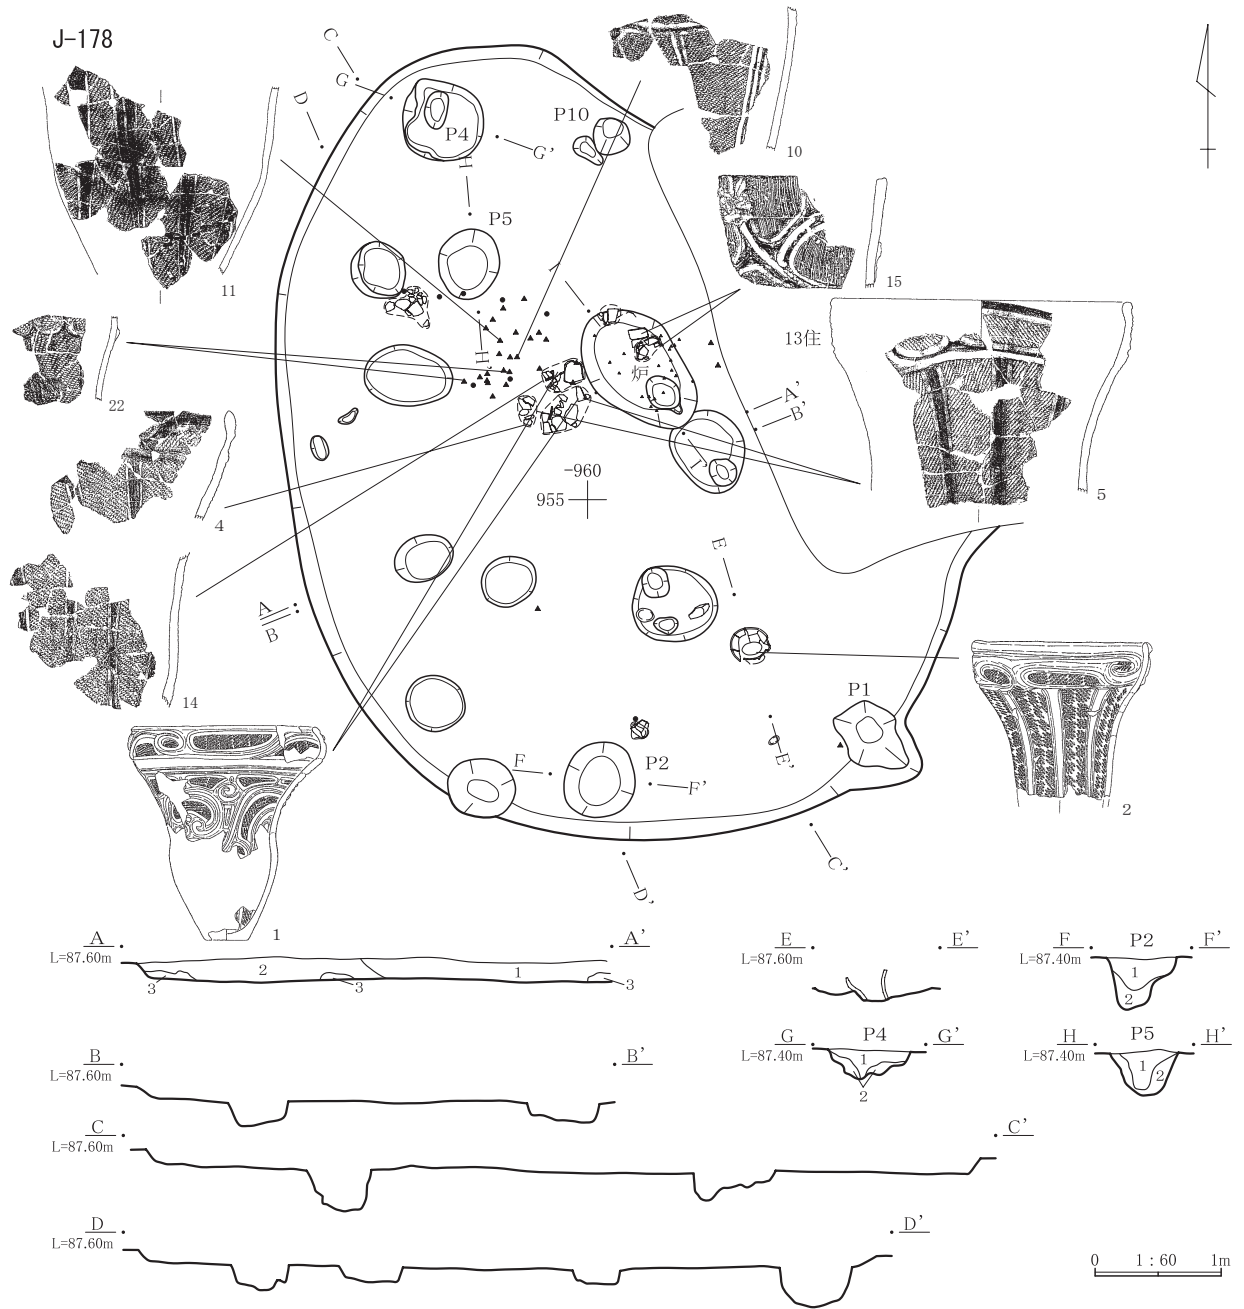 J-178
C
G
D
P4
G'
H
P5
P10
10
15
11
Y
H'
13住
炉
A'
B'
I'
22
5
4
-960
955
E
A
B
14
P1
F
P2
F'
E'
2
1
C'
D'
A
L=87.60m
A'
2
1
3
3
3
E
L=87.60m
E'
F
L=87.40m
P2
F'
1
2
B
L=87.60m
B'
G
L=87.40m
P4
G'
1
2
H
L=87.40m
P5
H'
1
2
C
L=87.60m
C'
D
L=87.60m
D'
0
1:60
1m